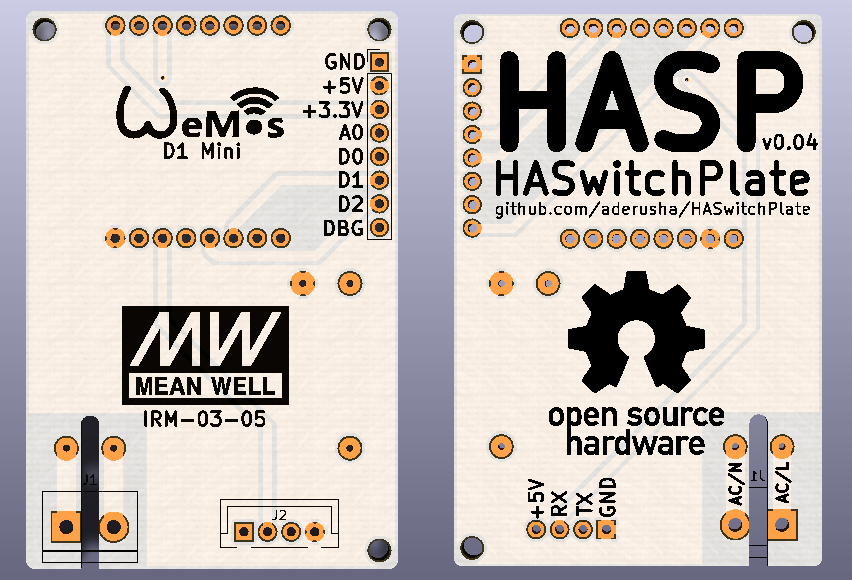 GND
+5V
+3.3V
A0
D0
D1
D2
DBG
WeMos
D1 Mini
MW
MEAN WELL
IRM-03-05
J1
J2
HASP
v0.04
HASwitchPlate
github.com/aderusha/HASwitchPlate
open source
hardware
+5V
RX
TX
GND
AC/N
J1
AC/L